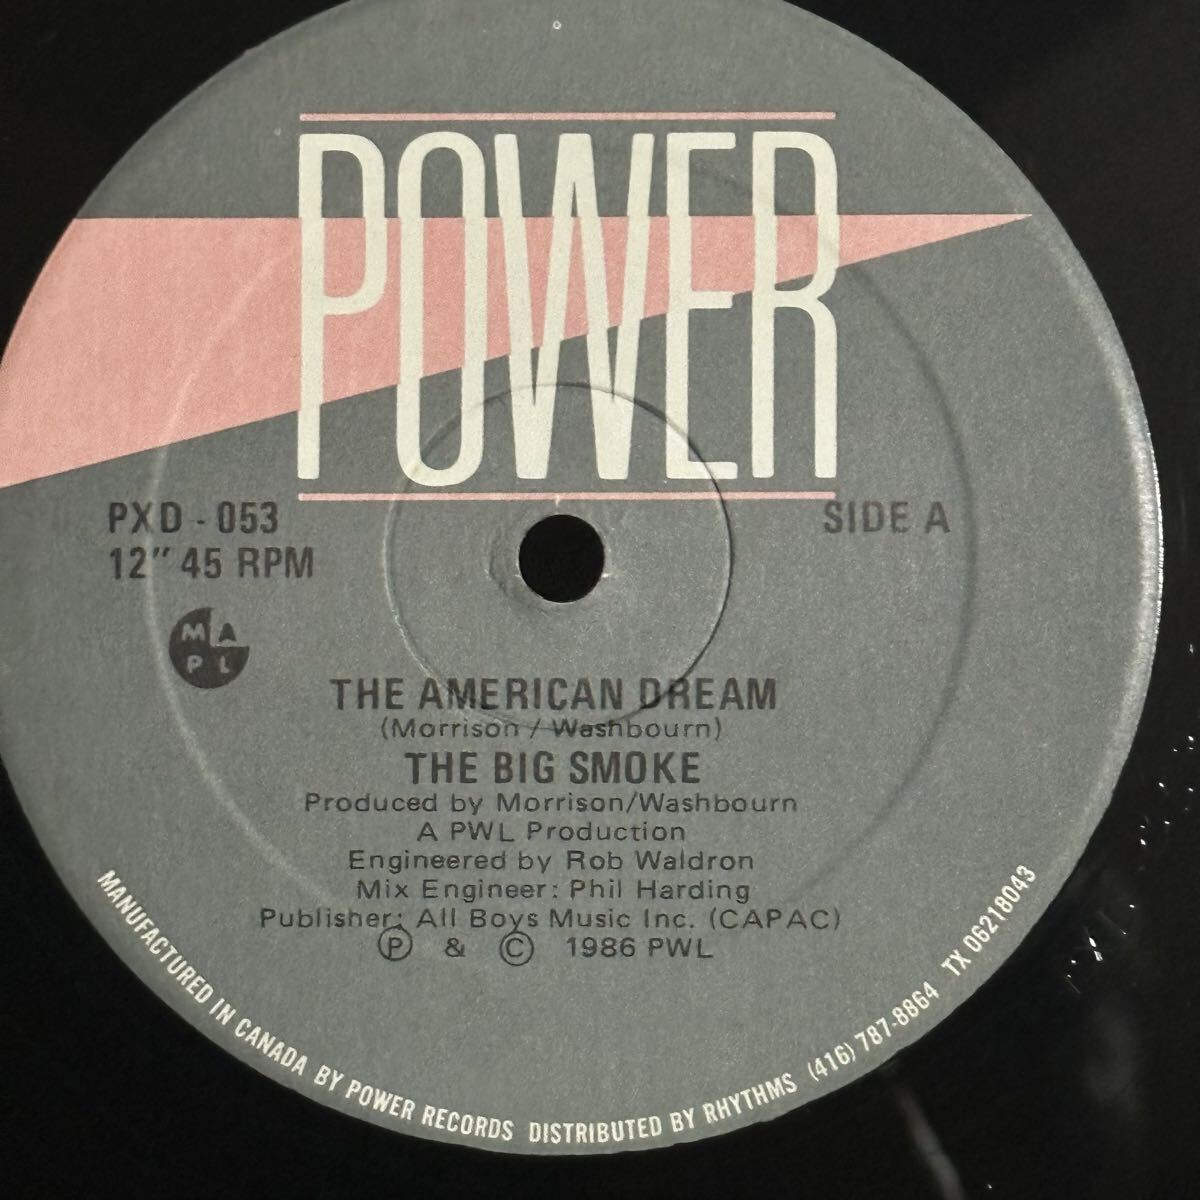 POWER
PXD - 053
12" 45 RPM
SIDE A
M A
P L
THE AMERICAN DREAM
(Morrison / Washbourn)
THE BIG SMOKE
Produced by Morrison/Washbourn
A PWL Production
Engineered by Rob Waldron
Mix Engineer: Phil Harding
Publisher: All Boys Music Inc. (CAPAC)
Ⓟ & © 1986 PWL
MANUFACTURED IN CANADA BY POWER RECORDS DISTRIBUTED BY RHYTHMS (416) 787-8864 TX 06218043